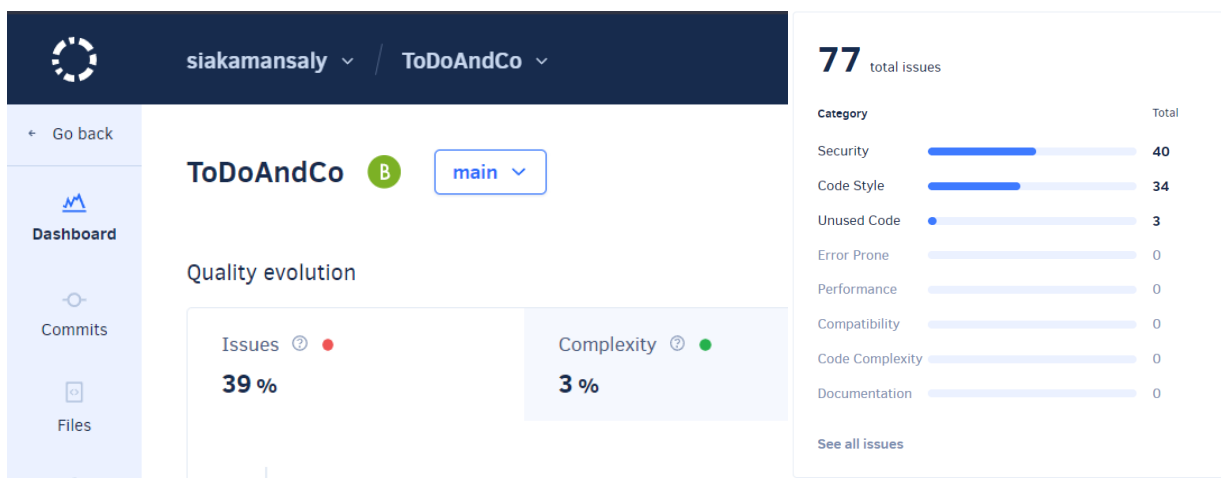 siakamansaly / ToDoAndCo
← Go back
ToDoAndCo B main
Dashboard
Quality evolution
Commits
Issues ? Complexity ?
39 % 3 %
Files
77 total issues
Category Total
Security 40
Code Style 34
Unused Code 3
Error Prone 0
Performance 0
Compatibility 0
Code Complexity 0
Documentation 0
See all issues